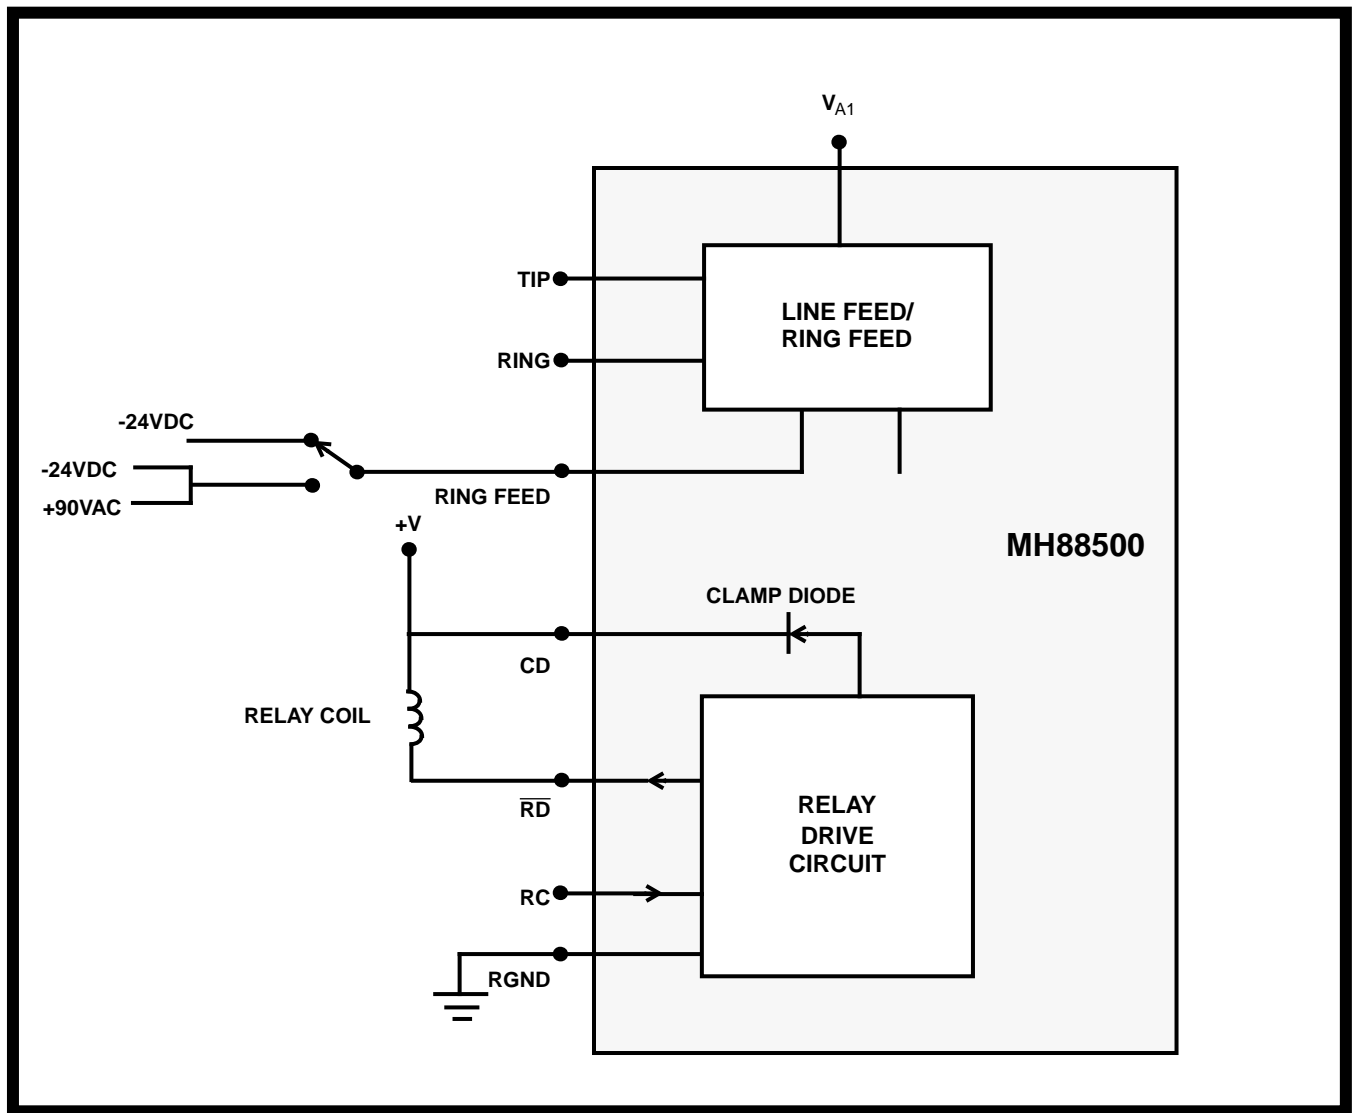 VA1
TIP
LINE FEED/
RING FEED
RING
-24VDC
-24VDC
+90VAC
RING FEED
+V
MH88500
CLAMP DIODE
CD
RELAY COIL
R̅D̅
RELAY
DRIVE
CIRCUIT
RC
RGND